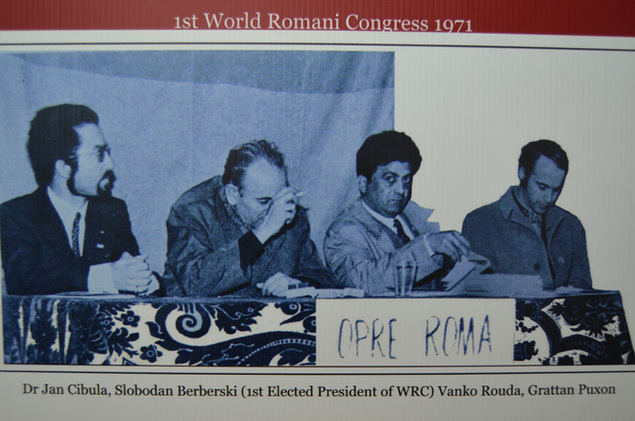 1st World Romani Congress 1971
OPRE ROMA
Dr Jan Cibula, Slobodan Berberski (1st Elected President of WRC) Vanko Rouda, Grattan Puxon